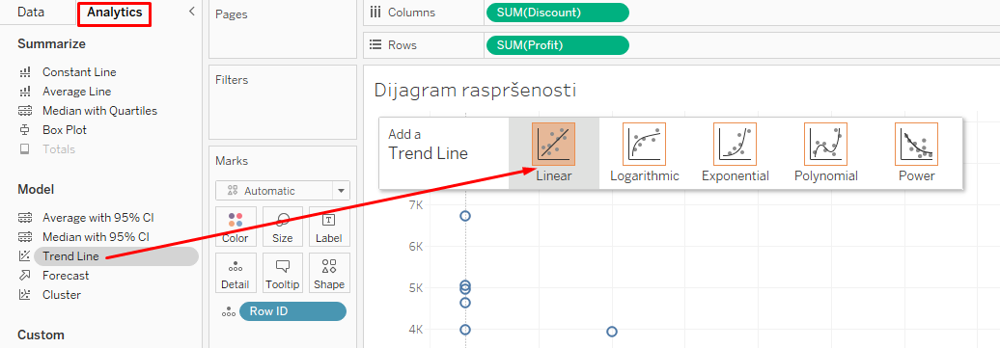 Data Analytics
Summarize
Constant Line
Average Line
Median with Quartiles
Box Plot
Totals
Model
Average with 95% CI
Median with 95% CI
Trend Line
Forecast
Cluster
Custom
Pages
Filters
Marks
Automatic
Color Size Label
Detail Tooltip Shape
Row ID
Columns SUM(Discount)
Rows SUM(Profit)
Dijagram raspršenosti
Add a
Trend Line
Linear Logarithmic Exponential Polynomial Power
7K
6K
5K
4K